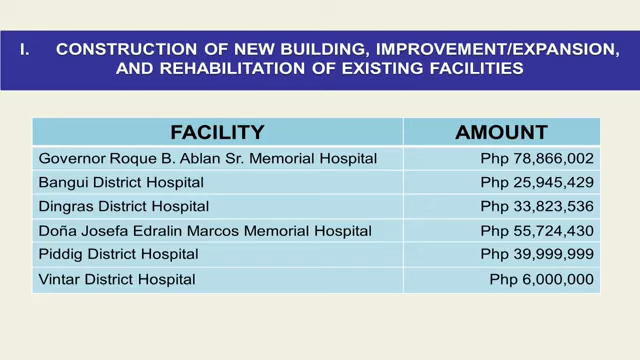 I. CONSTRUCTION OF NEW BUILDING, IMPROVEMENT/EXPANSION,
AND REHABILITATION OF EXISTING FACILITIES
FACILITY AMOUNT
Governor Roque B. Ablan Sr. Memorial Hospital Php 78,866,002
Bangui District Hospital Php 25,945,429
Dingras District Hospital Php 33,823,536
Doña Josefa Edralin Marcos Memorial Hospital Php 55,724,430
Piddig District Hospital Php 39,999,999
Vintar District Hospital Php 6,000,000